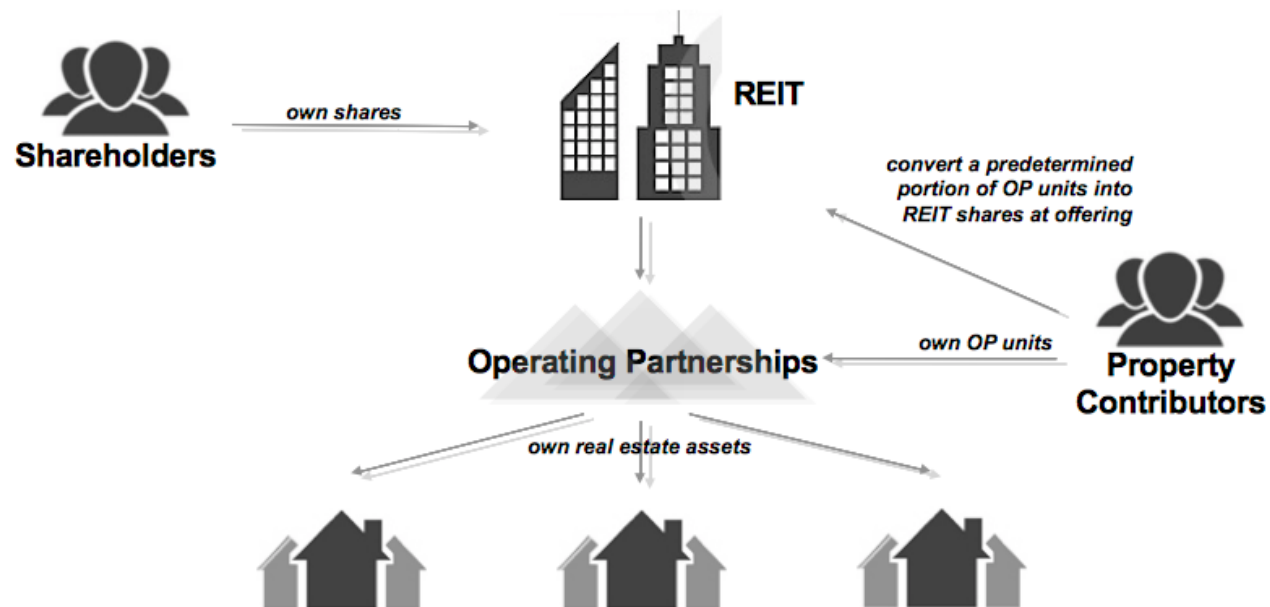 REIT
own shares
Shareholders
convert a predetermined
portion of OP units into
REIT shares at offering
own OP units
Operating Partnerships
Property
Contributors
own real estate assets